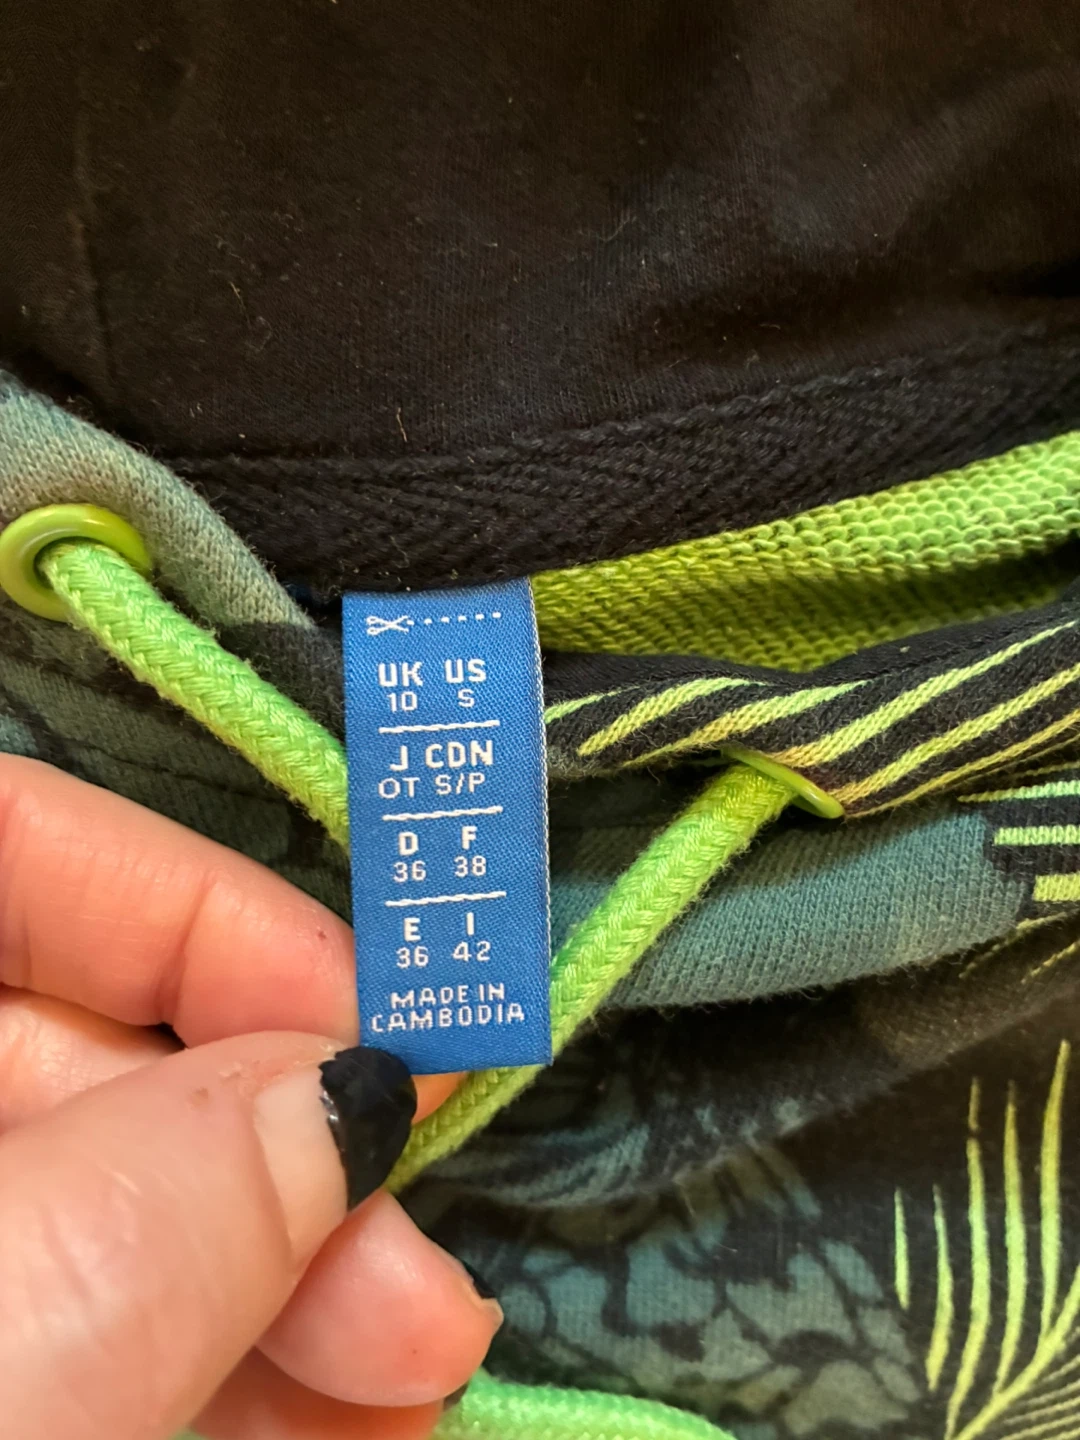 UK US
10 S
J CDN
OT S/P
D F
36 38
E I
36 42
MADE IN
CAMBODIA